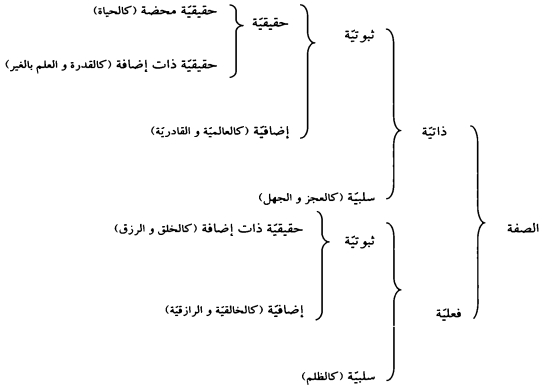 الصفة
ذاتيّة
ثبوتيّة
حقيقيّة
حقيقيّة محضة (كالحياة)
حقيقيّة ذات إضافة (كالقدرة و العلم بالغير)
إضافيّة (كالعالميّة و القادريّة)
سلبيّة (كالعجز و الجهل)
فعليّة
ثبوتيّة
حقيقيّة ذات إضافة (كالخلق و الرزق)
إضافيّة (كالخالقيّة و الرازقيّة)
سلبيّة (كالظلم)